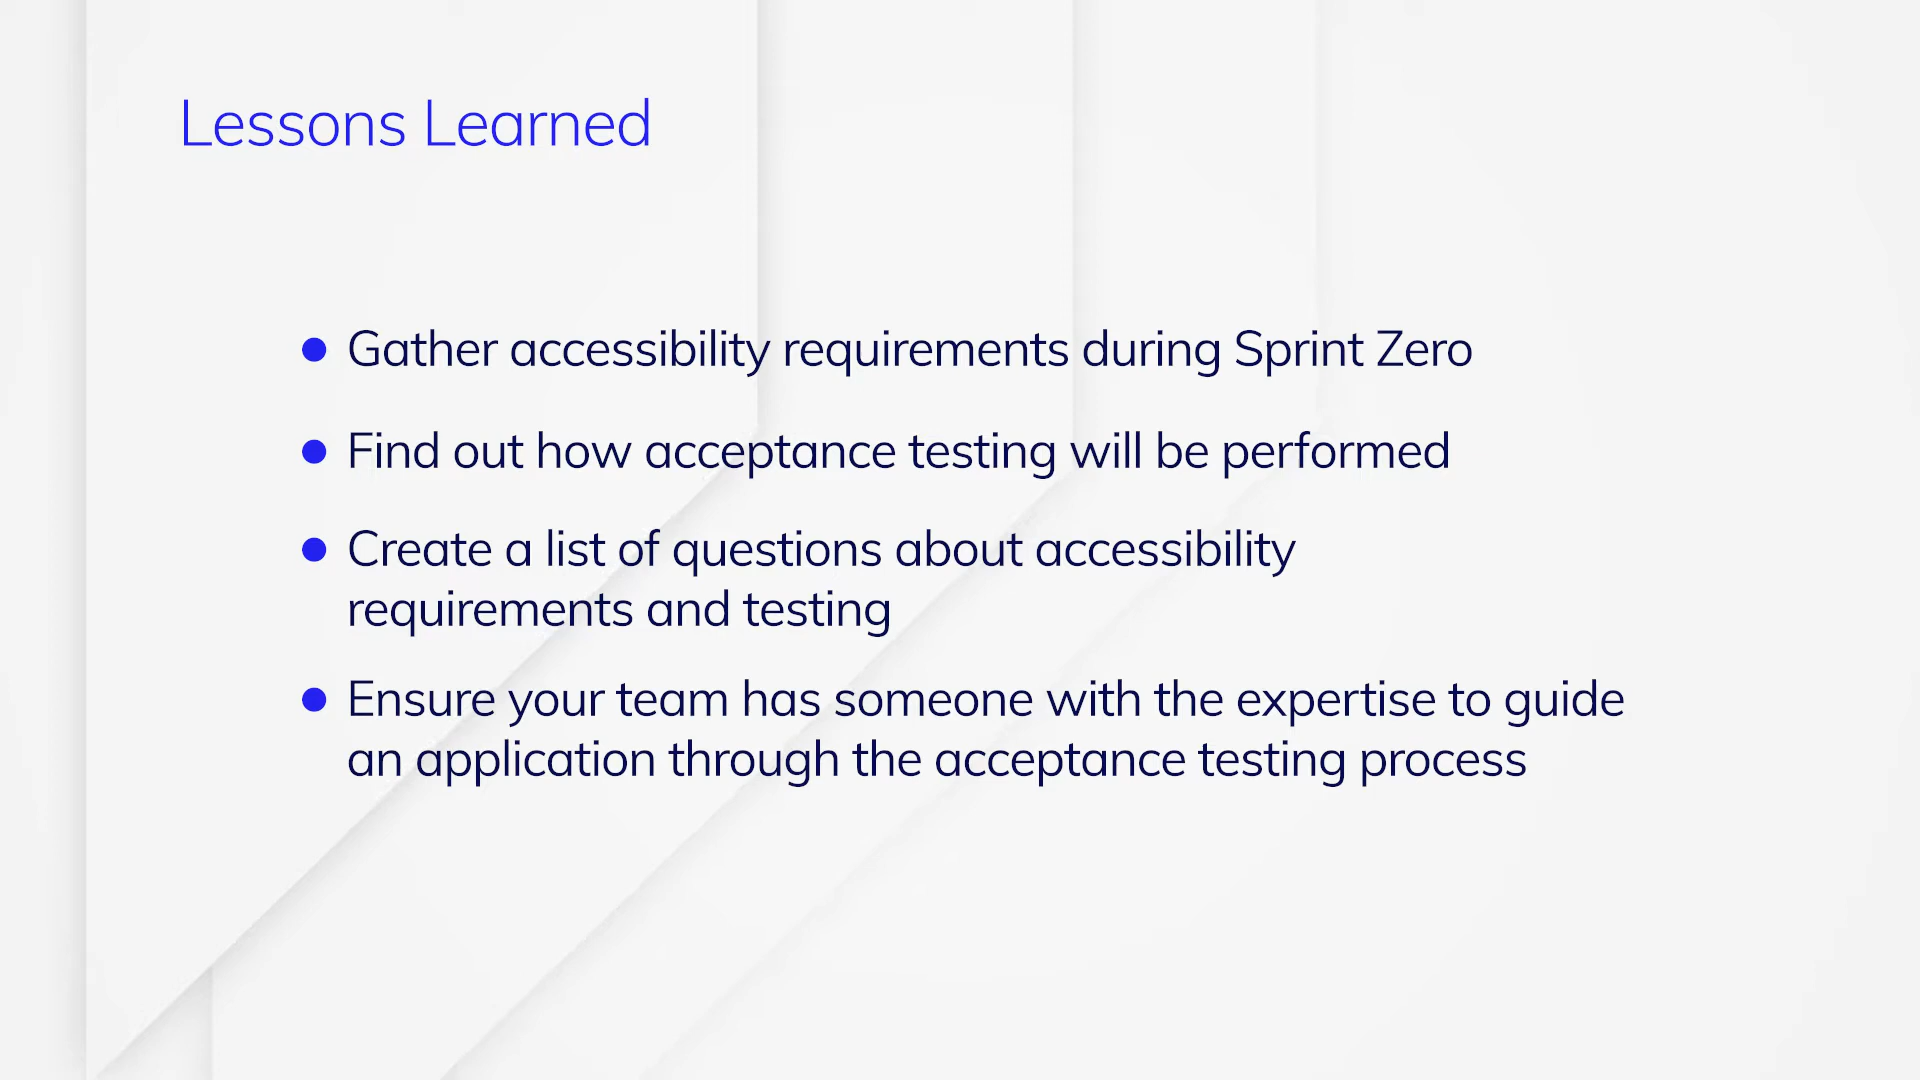 Lessons Learned
Gather accessibility requirements during Sprint Zero
Find out how acceptance testing will be performed
Create a list of questions about accessibility
requirements and testing
Ensure your team has someone with the expertise to guide
an application through the acceptance testing process